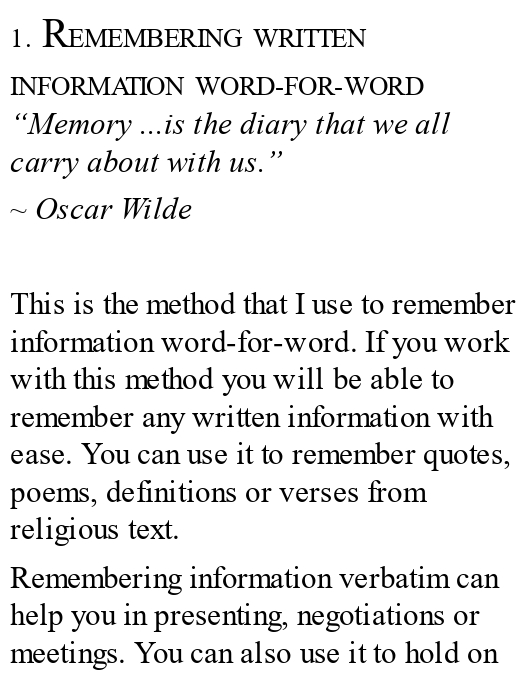 1. REMEMBERING WRITTEN
INFORMATION WORD-FOR-WORD
“Memory ...is the diary that we all
carry about with us.”
~ Oscar Wilde
This is the method that I use to remember
information word-for-word. If you work
with this method you will be able to
remember any written information with
ease. You can use it to remember quotes,
poems, definitions or verses from
religious text.
Remembering information verbatim can
help you in presenting, negotiations or
meetings. You can also use it to hold on